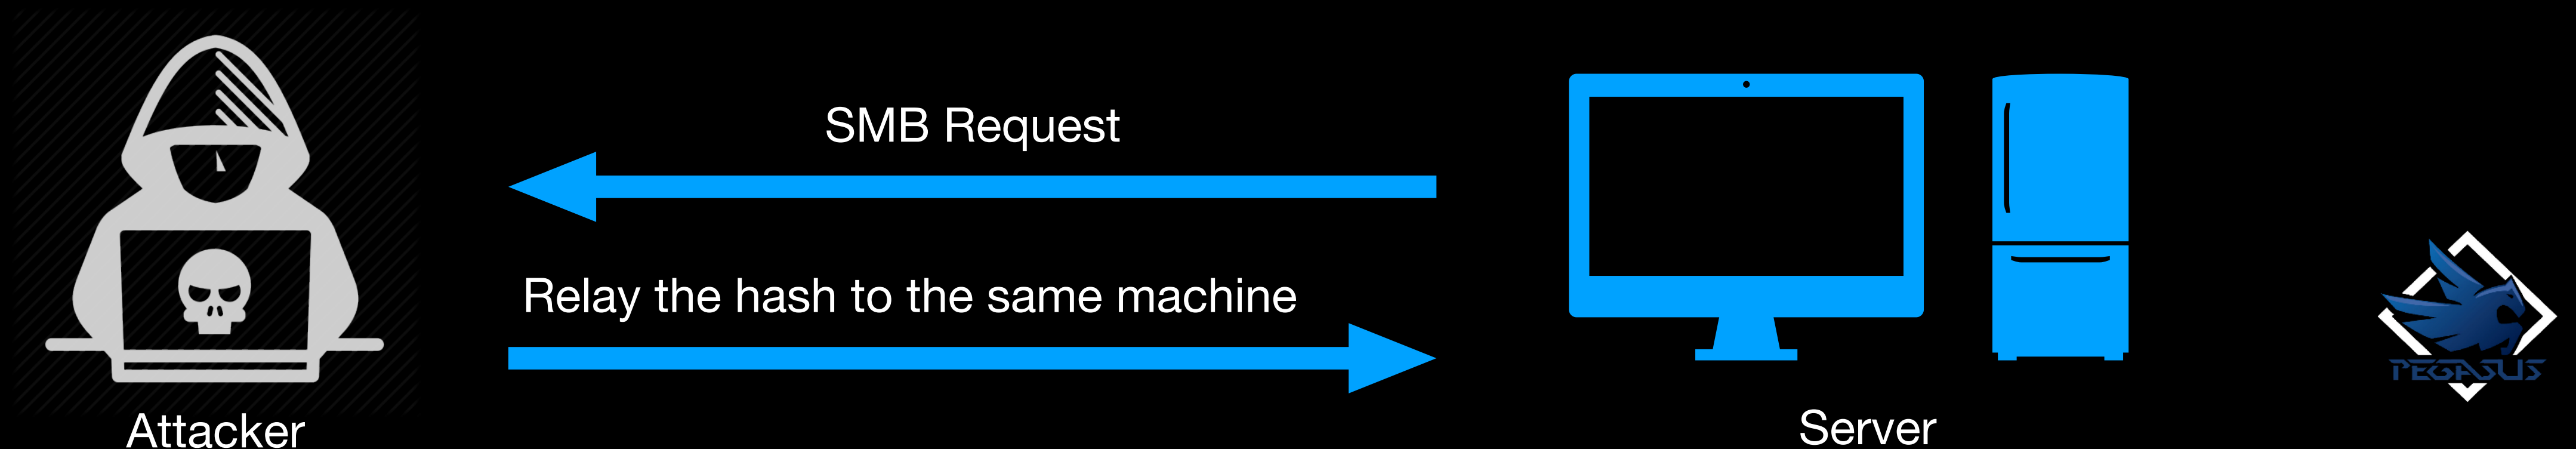 SMB Request
Relay the hash to the same machine
Attacker
Server
PEGASUS